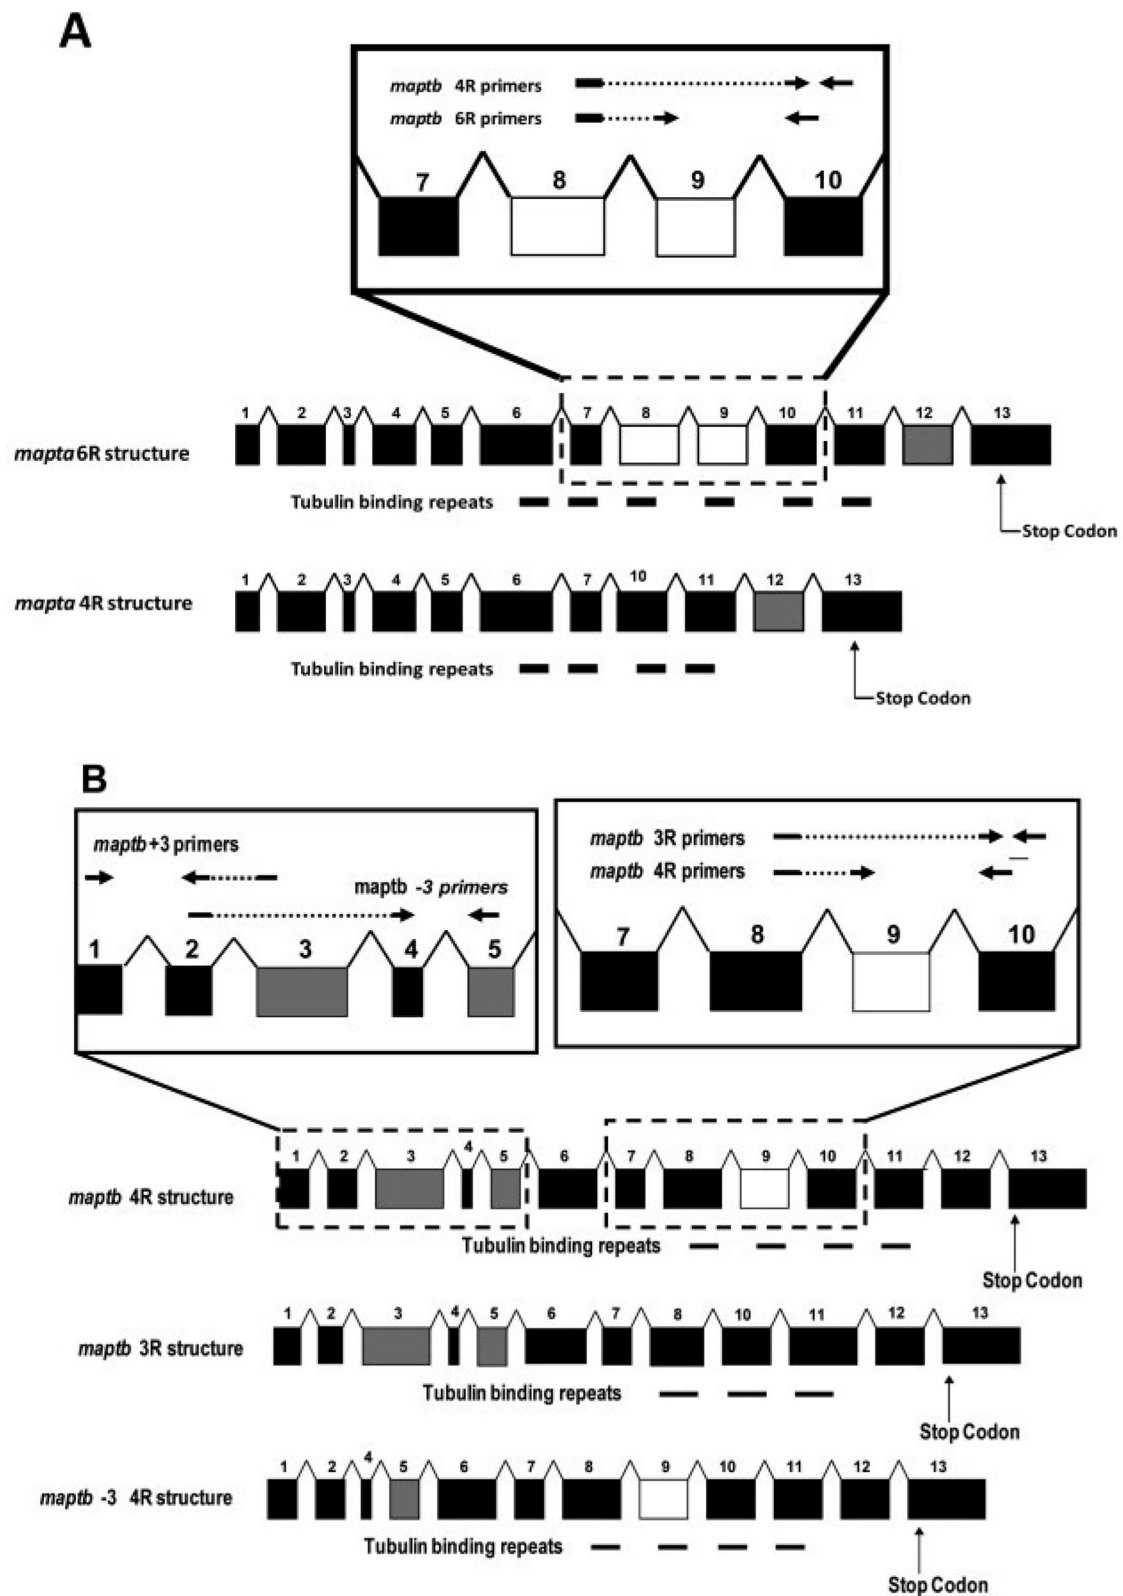 A
maptb 4R primers
maptb 6R primers
7 8 9 10
1 2 3 4 5 6 7 8 9 10 11 12 13
mapta 6R structure
Tubulin binding repeats
Stop Codon
1 2 3 4 5 6 7 10 11 12 13
mapta 4R structure
Tubulin binding repeats
Stop Codon
B
maptb+3 primers
maptb -3 primers
1 2 3 4 5
maptb 3R primers
maptb 4R primers
7 8 9 10
1 2 3 4 5 6 7 8 9 10 11 12 13
maptb 4R structure
Tubulin binding repeats
Stop Codon
1 2 3 4 5 6 7 8 10 11 12 13
maptb 3R structure
Tubulin binding repeats
Stop Codon
1 2 4 5 6 7 8 9 10 11 12 13
maptb -3 4R structure
Tubulin binding repeats
Stop Codon